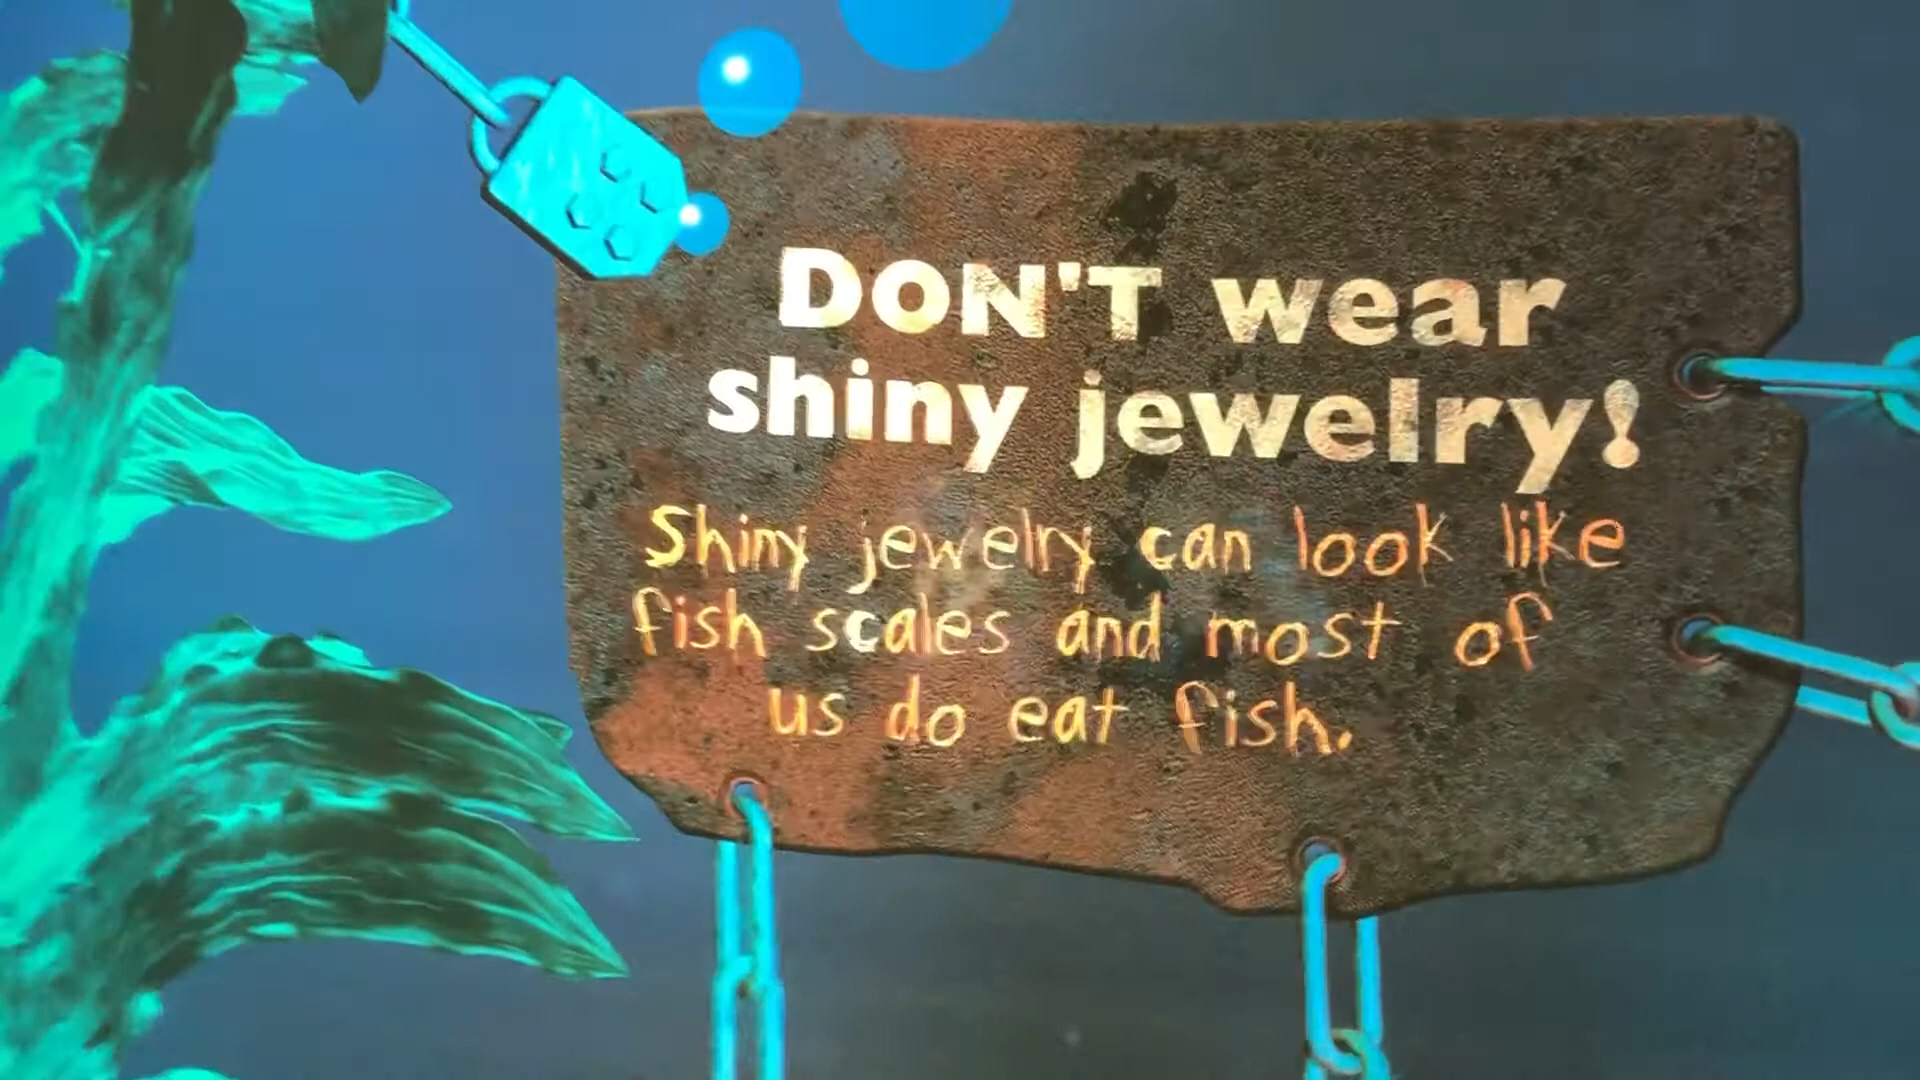 DON'T wear
shiny jewelry!
Shiny jewelry can look like
fish scales and most of
us do eat fish.